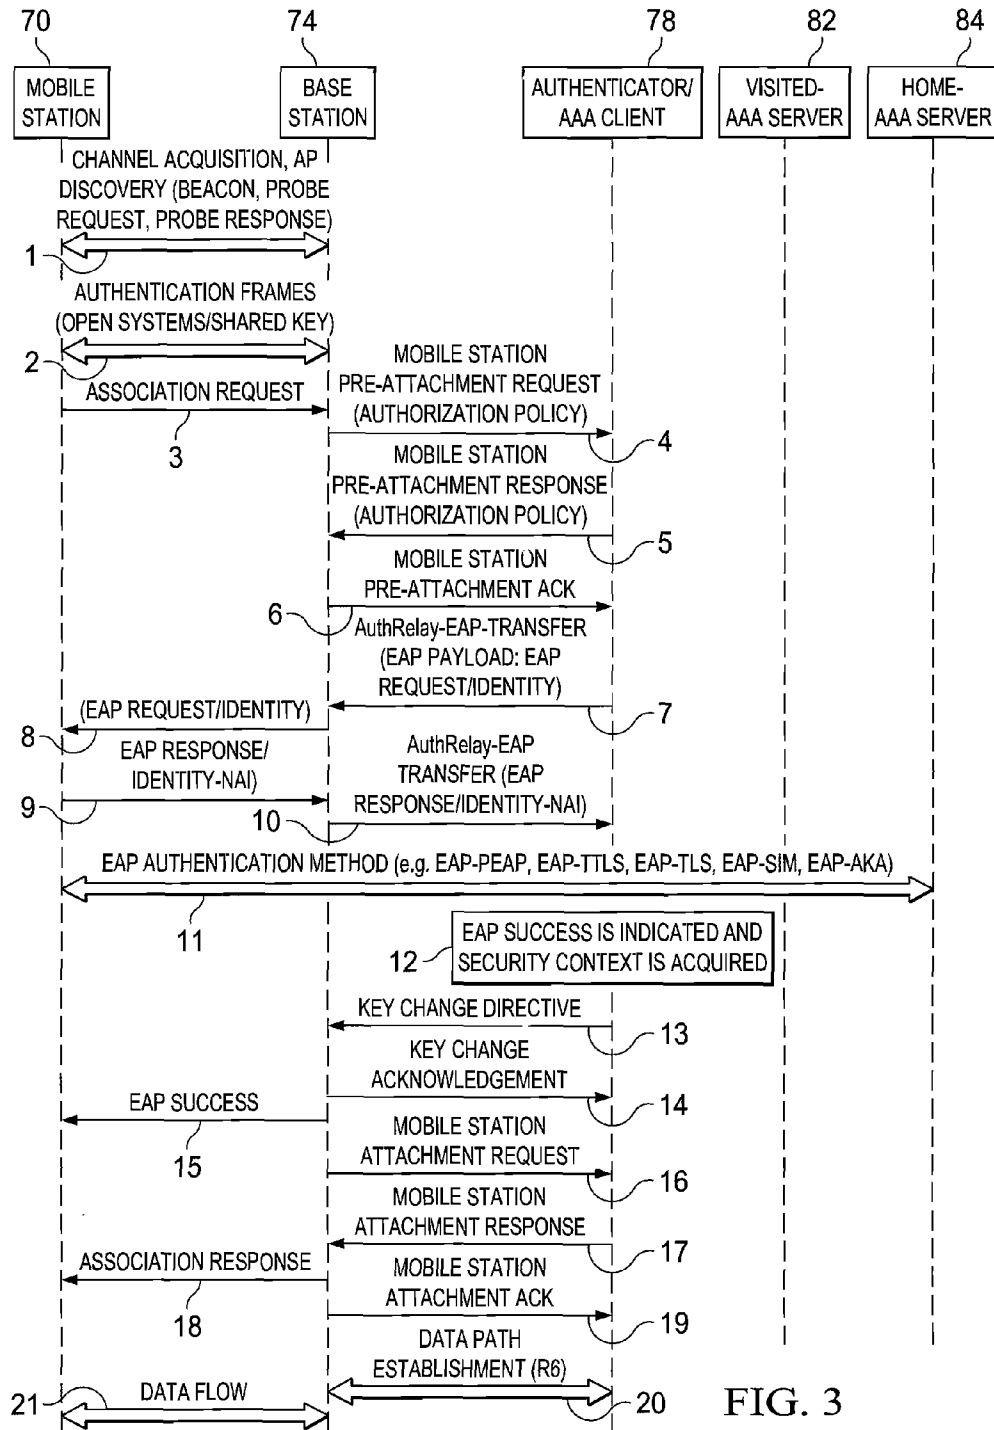 70
74
78
82
84
MOBILE
STATION
BASE
STATION
AUTHENTICATOR/
AAA CLIENT
VISITED-
AAA SERVER
HOME-
AAA SERVER
CHANNEL ACQUISITION, AP
DISCOVERY (BEACON, PROBE
REQUEST, PROBE RESPONSE)
1
AUTHENTICATION FRAMES
(OPEN SYSTEMS/SHARED KEY)
2
ASSOCIATION REQUEST
3
MOBILE STATION
PRE-ATTACHMENT REQUEST
(AUTHORIZATION POLICY)
4
MOBILE STATION
PRE-ATTACHMENT RESPONSE
(AUTHORIZATION POLICY)
5
MOBILE STATION
PRE-ATTACHMENT ACK
6
AuthRelay-EAP-TRANSFER
(EAP PAYLOAD: EAP
REQUEST/IDENTITY)
7
(EAP REQUEST/IDENTITY)
8
EAP RESPONSE/
IDENTITY-NAI)
9
AuthRelay-EAP
TRANSFER (EAP
RESPONSE/IDENTITY-NAI)
10
EAP AUTHENTICATION METHOD (e.g. EAP-PEAP, EAP-TTLS, EAP-TLS, EAP-SIM, EAP-AKA)
11
12
EAP SUCCESS IS INDICATED AND
SECURITY CONTEXT IS ACQUIRED
KEY CHANGE DIRECTIVE
13
KEY CHANGE
ACKNOWLEDGEMENT
14
EAP SUCCESS
15
MOBILE STATION
ATTACHMENT REQUEST
16
MOBILE STATION
ATTACHMENT RESPONSE
17
ASSOCIATION RESPONSE
18
MOBILE STATION
ATTACHMENT ACK
19
DATA PATH
ESTABLISHMENT (R6)
20
21
DATA FLOW
FIG. 3